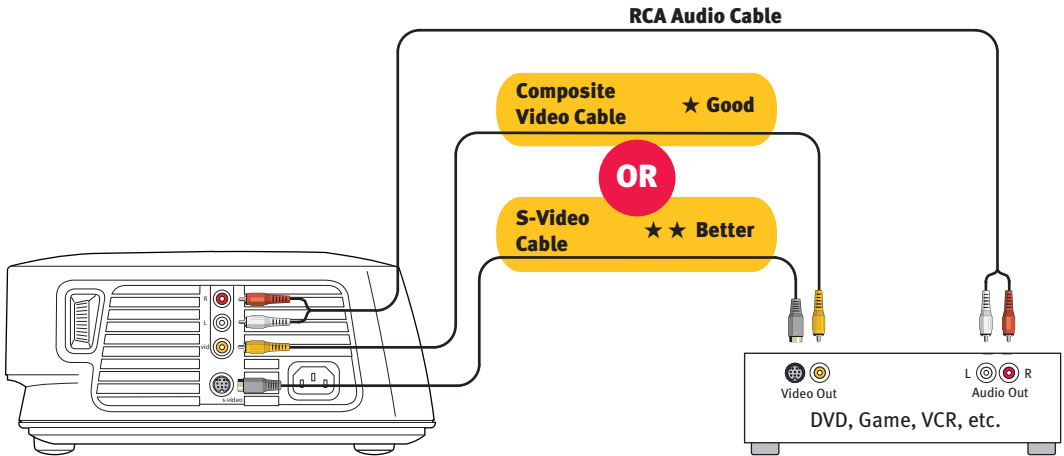 RCA Audio Cable
Composite
Video Cable
★ Good
OR
S-Video
Cable
★ ★ Better
R
L
vid
s-video
Video Out
L
R
Audio Out
DVD, Game, VCR, etc.